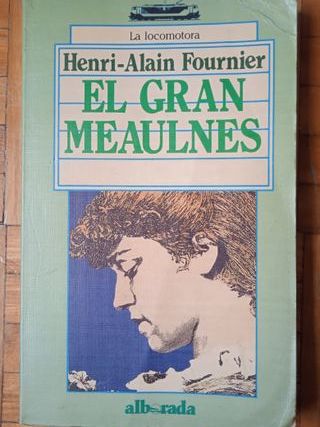 La locomotora
Henri-Alain Fournier
EL GRAN
MEAULNES
alborada